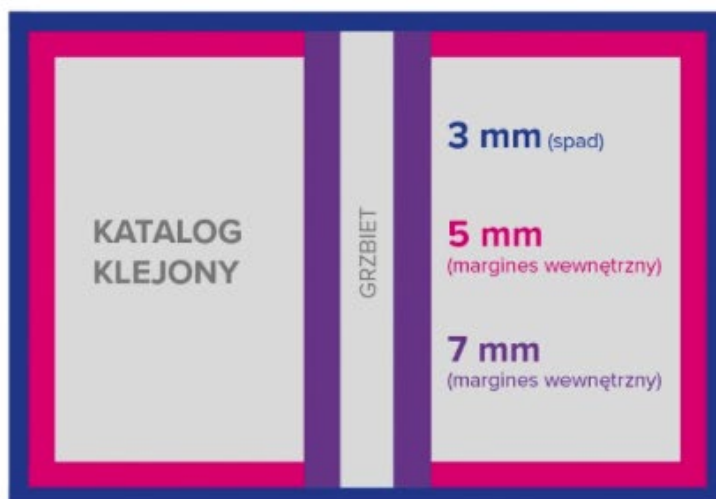 KATALOG
KLEJONY
GRZBIET
3 mm (spad)
5 mm
(margines wewnętrzny)
7 mm
(margines wewnętrzny)